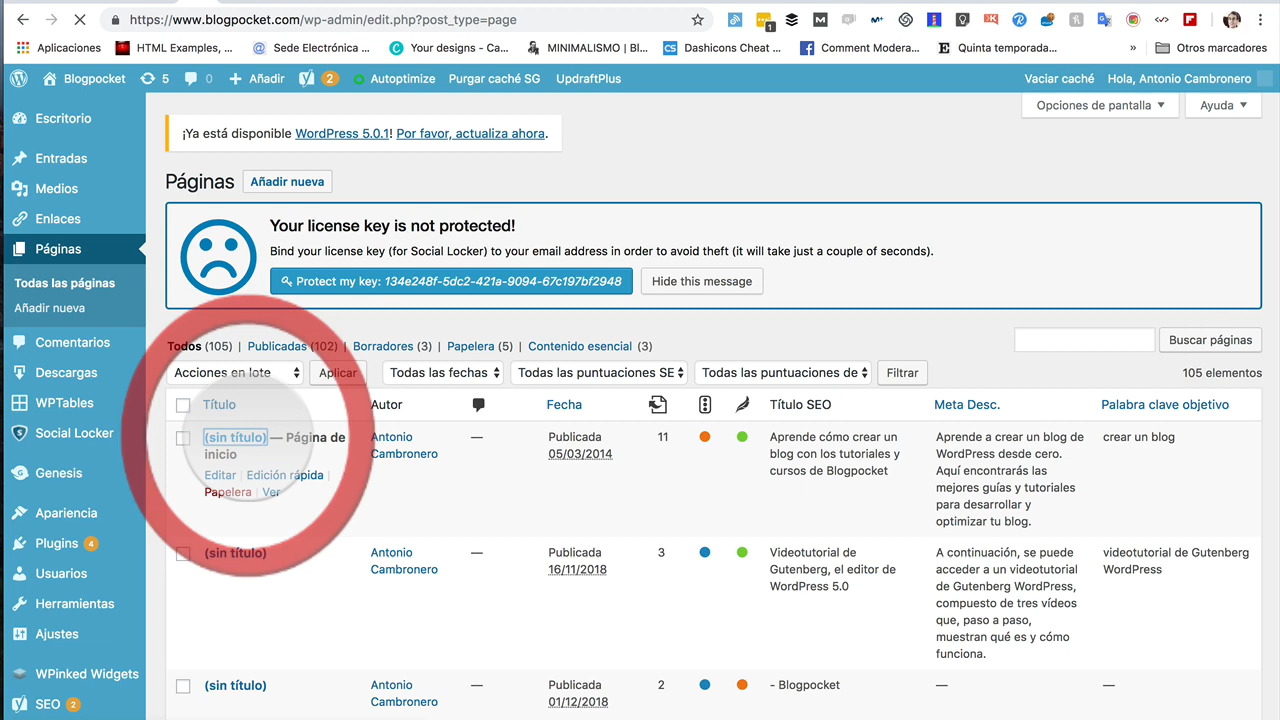 https://www.blogpocket.com/wp-admin/edit.php?post_type=page
1
Aplicaciones HTML Examples,... Sede Electrónica ... Your designs - Ca... MINIMALISMO | Bl... Dashicons Cheat ... Comment Modera... Quinta temporada... » Otros marcadores
Blogpocket 5 0 + Añadir 2 Autoptimize Purgar caché SG UpdraftPlus Vaciar caché Hola, Antonio Cambronero
Opciones de pantalla Ayuda
Escritorio
Entradas
Medios
Enlaces
Páginas
Todas las páginas
Añadir nueva
Comentarios
Descargas
WPTables
Social Locker
Genesis
Apariencia
Plugins 4
Usuarios
Herramientas
Ajustes
WPinked Widgets
SEO 2
¡Ya está disponible WordPress 5.0.1! Por favor, actualiza ahora.
Páginas Añadir nueva
Your license key is not protected!
Bind your license key (for Social Locker) to your email address in order to avoid theft (it will take just a couple of seconds).
Protect my key: 134e248f-5dc2-421a-9094-67c197bf2948 Hide this message
Todos (105) | Publicadas (102) | Borradores (3) | Papelera (5) | Contenido esencial (3)
Buscar páginas
Acciones en lote Aplicar Todas las fechas Todas las puntuaciones SE Todas las puntuaciones de Filtrar 105 elementos
Título Autor Fecha Título SEO Meta Desc. Palabra clave objetivo
(sin título) — Página de
inicio
Editar | Edición rápida |
Papelera | Ver
Antonio
Cambronero
—
Publicada
05/03/2014
11
Aprende cómo crear un
blog con los tutoriales y
cursos de Blogpocket
Aprende a crear un blog de
WordPress desde cero.
Aquí encontrarás las
mejores guías y tutoriales
para desarrollar y
optimizar tu blog.
crear un blog
(sin título)
Antonio
Cambronero
—
Publicada
16/11/2018
3
Videotutorial de
Gutenberg, el editor de
WordPress 5.0
A continuación, se puede
acceder a un videotutorial
de Gutenberg WordPress,
compuesto de tres vídeos
que, paso a paso,
muestran qué es y cómo
funciona.
videotutorial de Gutenberg
WordPress
(sin título)
Antonio
Cambronero
—
Publicada
01/12/2018
2
- Blogpocket
—
—